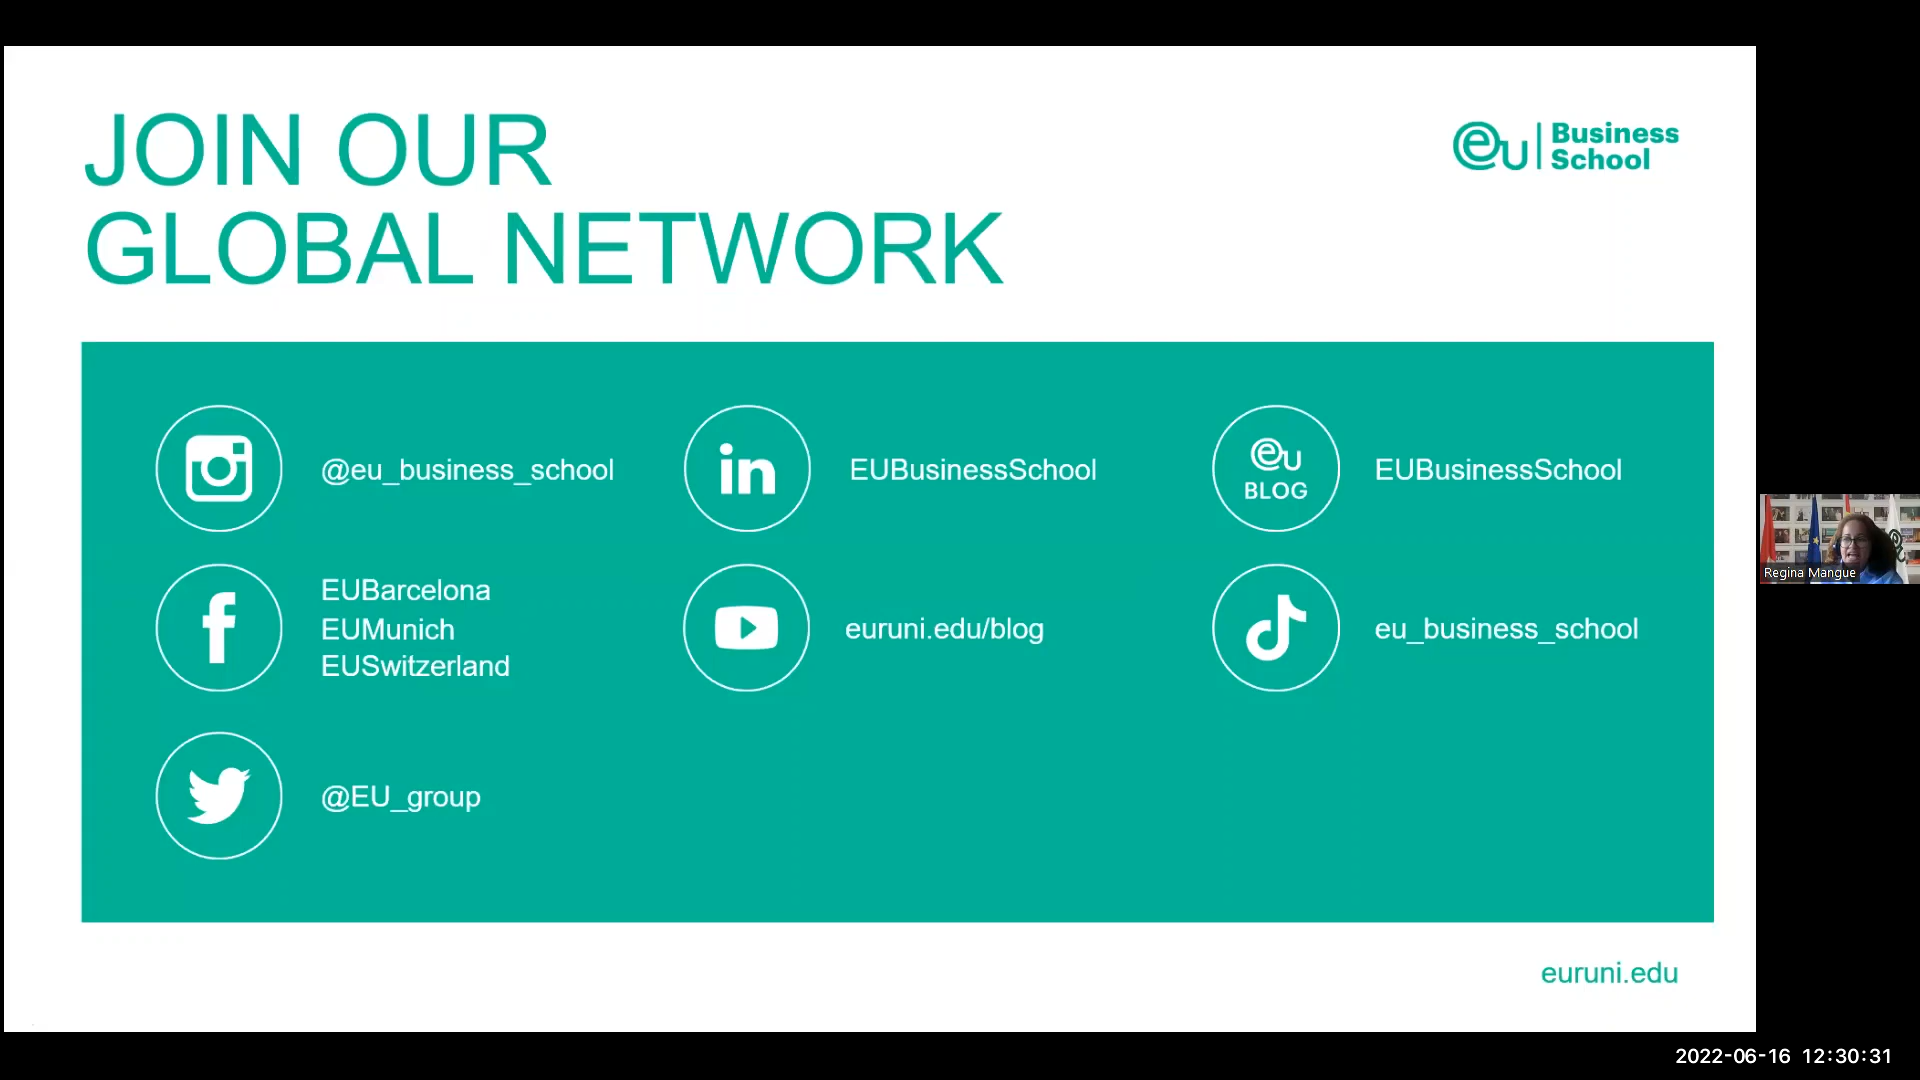 JOIN OUR
GLOBAL NETWORK
eu Business
School
@eu_business_school
EUBusinessSchool
eu
BLOG
EUBusinessSchool
EUBarcelona
EUMunich
EUSwitzerland
euruni.edu/blog
eu_business_school
@EU_group
euruni.edu
Regina Mangue
2022-06-16 12:30:31